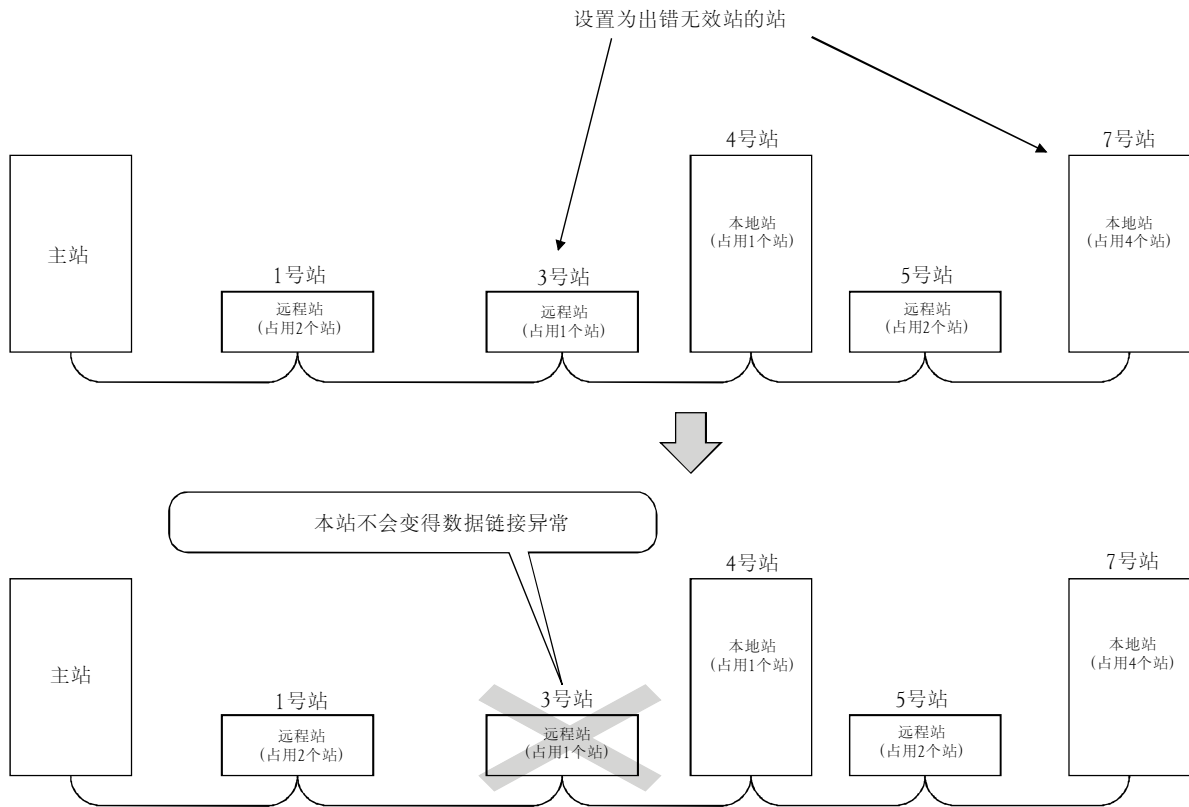 设置为出错无效站的站
4号站
7号站
主站
本地站
(占用1个站)
本地站
(占用4个站)
1号站
3号站
5号站
远程站
(占用2个站)
远程站
(占用1个站)
远程站
(占用2个站)
本站不会变得数据链接异常
4号站
7号站
主站
本地站
(占用1个站)
本地站
(占用4个站)
1号站
3号站
5号站
远程站
(占用2个站)
远程站
(占用1个站)
远程站
(占用2个站)